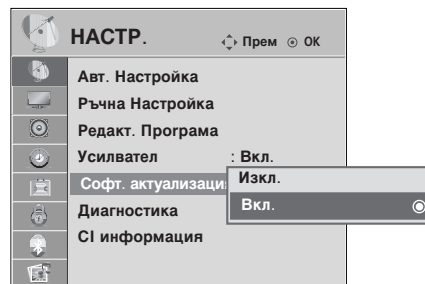 НАСТР. Прем OK
Авт. Настройка
Ръчна Настройка
Редакт. Програма
Усилвател : Вкл.
Софт. актуализаци
Изкл.
Вкл.
Диагностика
CI информация